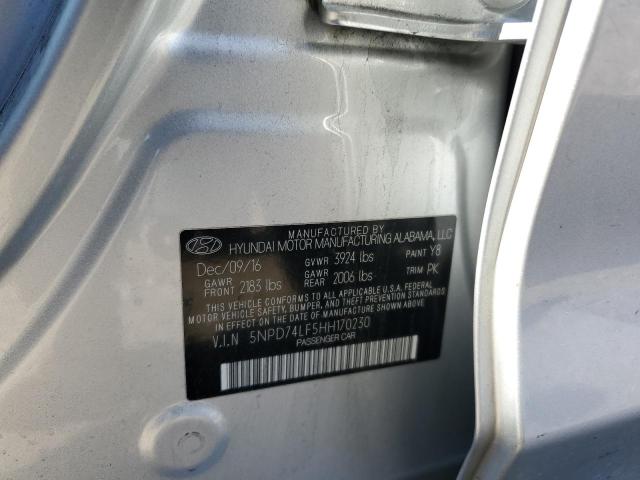 MANUFACTURED BY
HYUNDAI MOTOR MANUFACTURING ALABAMA, LLC
Dec/09/16 GVWR 3924 lbs PAINT Y8
GAWR FRONT 2183 lbs GAWR REAR 2006 lbs TRIM PK
THIS VEHICLE CONFORMS TO ALL APPLICABLE FEDERAL
MOTOR VEHICLE SAFETY, BUMPER, AND THEFT PREVENTION
STANDARDS IN EFFECT ON THE DATE OF MANUFACTURE SHOWN ABOVE.
V.I.N 5NPD74LF5HH170230
PASSENGER CAR